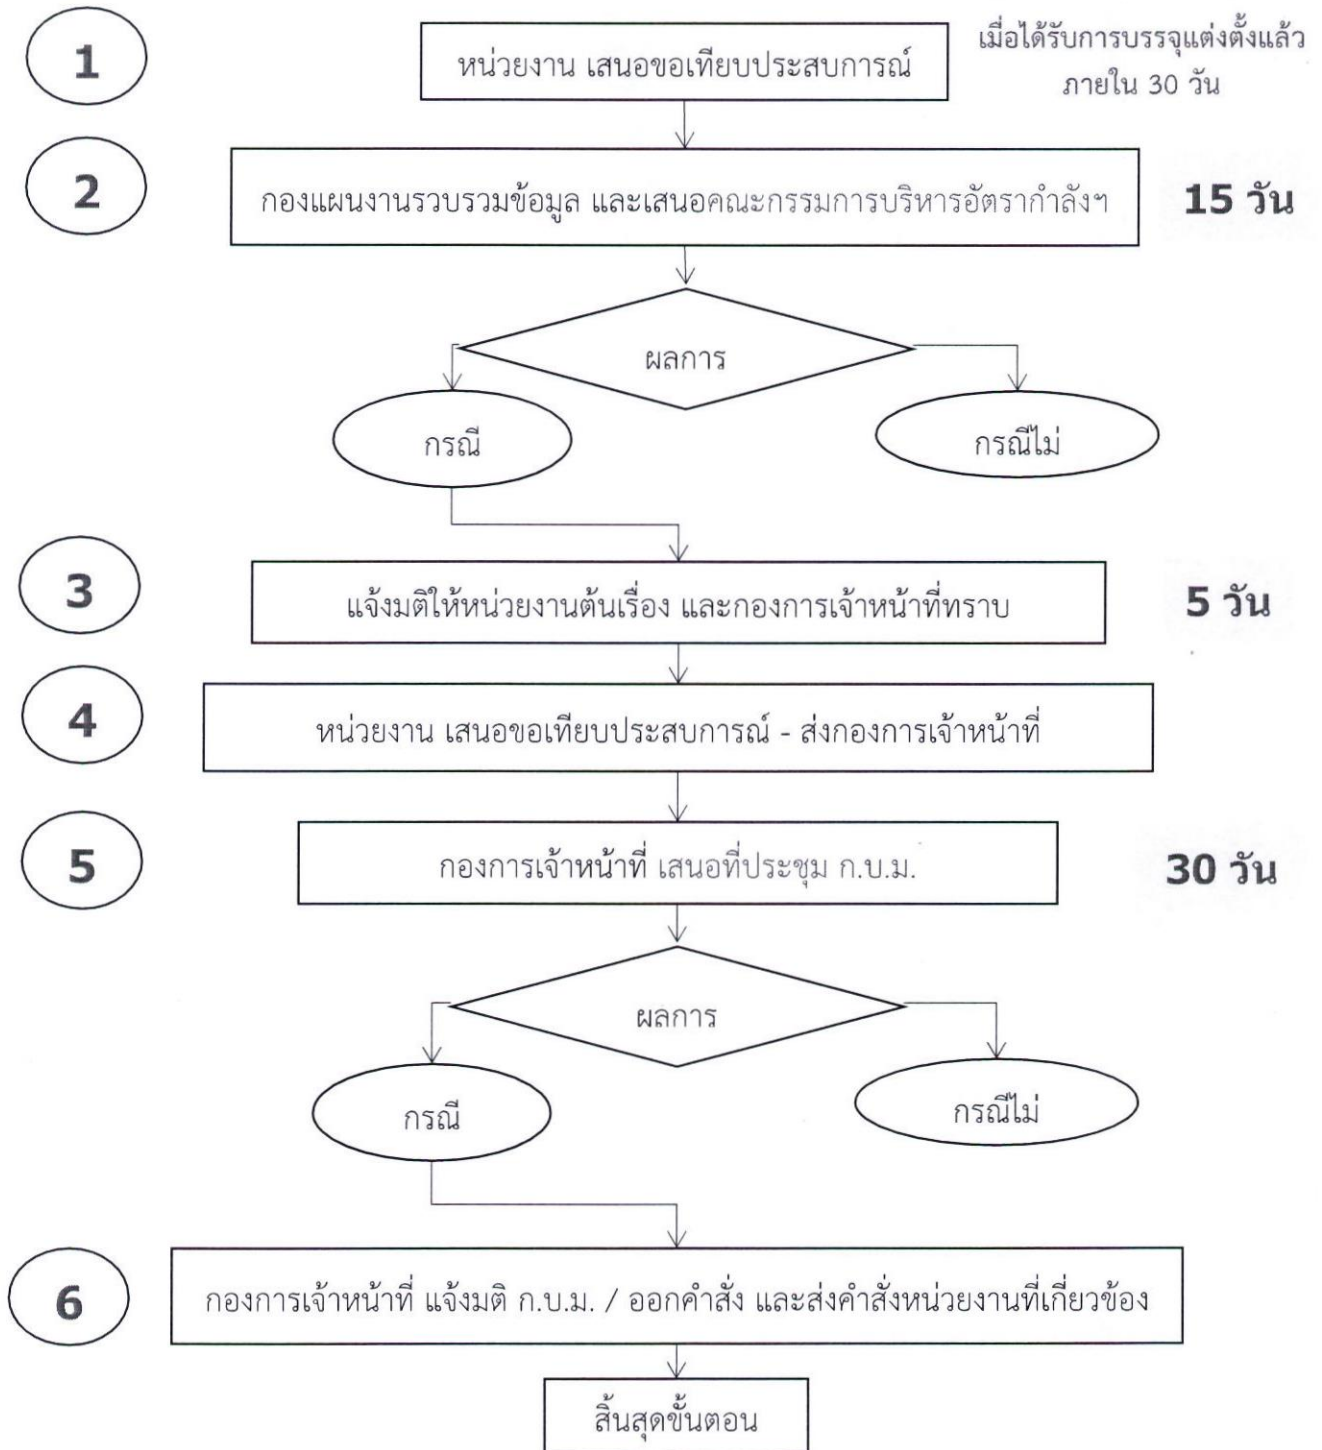 1
หน่วยงาน เสนอขอเทียบประสบการณ์
เมื่อได้รับการบรรจุแต่งตั้งแล้ว
ภายใน 30 วัน
2
กองแผนงานรวบรวมข้อมูล และเสนอคณะกรรมการบริหารอัตรากำลังฯ
15 วัน
ผลการ
กรณี
กรณีไม่
3
แจ้งมติให้หน่วยงานต้นเรื่อง และกองการเจ้าหน้าที่ทราบ
5 วัน
4
หน่วยงาน เสนอขอเทียบประสบการณ์ - ส่งกองการเจ้าหน้าที่
5
กองการเจ้าหน้าที่ เสนอที่ประชุม ก.บ.ม.
30 วัน
ผลการ
กรณี
กรณีไม่
6
กองการเจ้าหน้าที่ แจ้งมติ ก.บ.ม. / ออกคำสั่ง และส่งคำสั่งหน่วยงานที่เกี่ยวข้อง
สิ้นสุดขั้นตอน